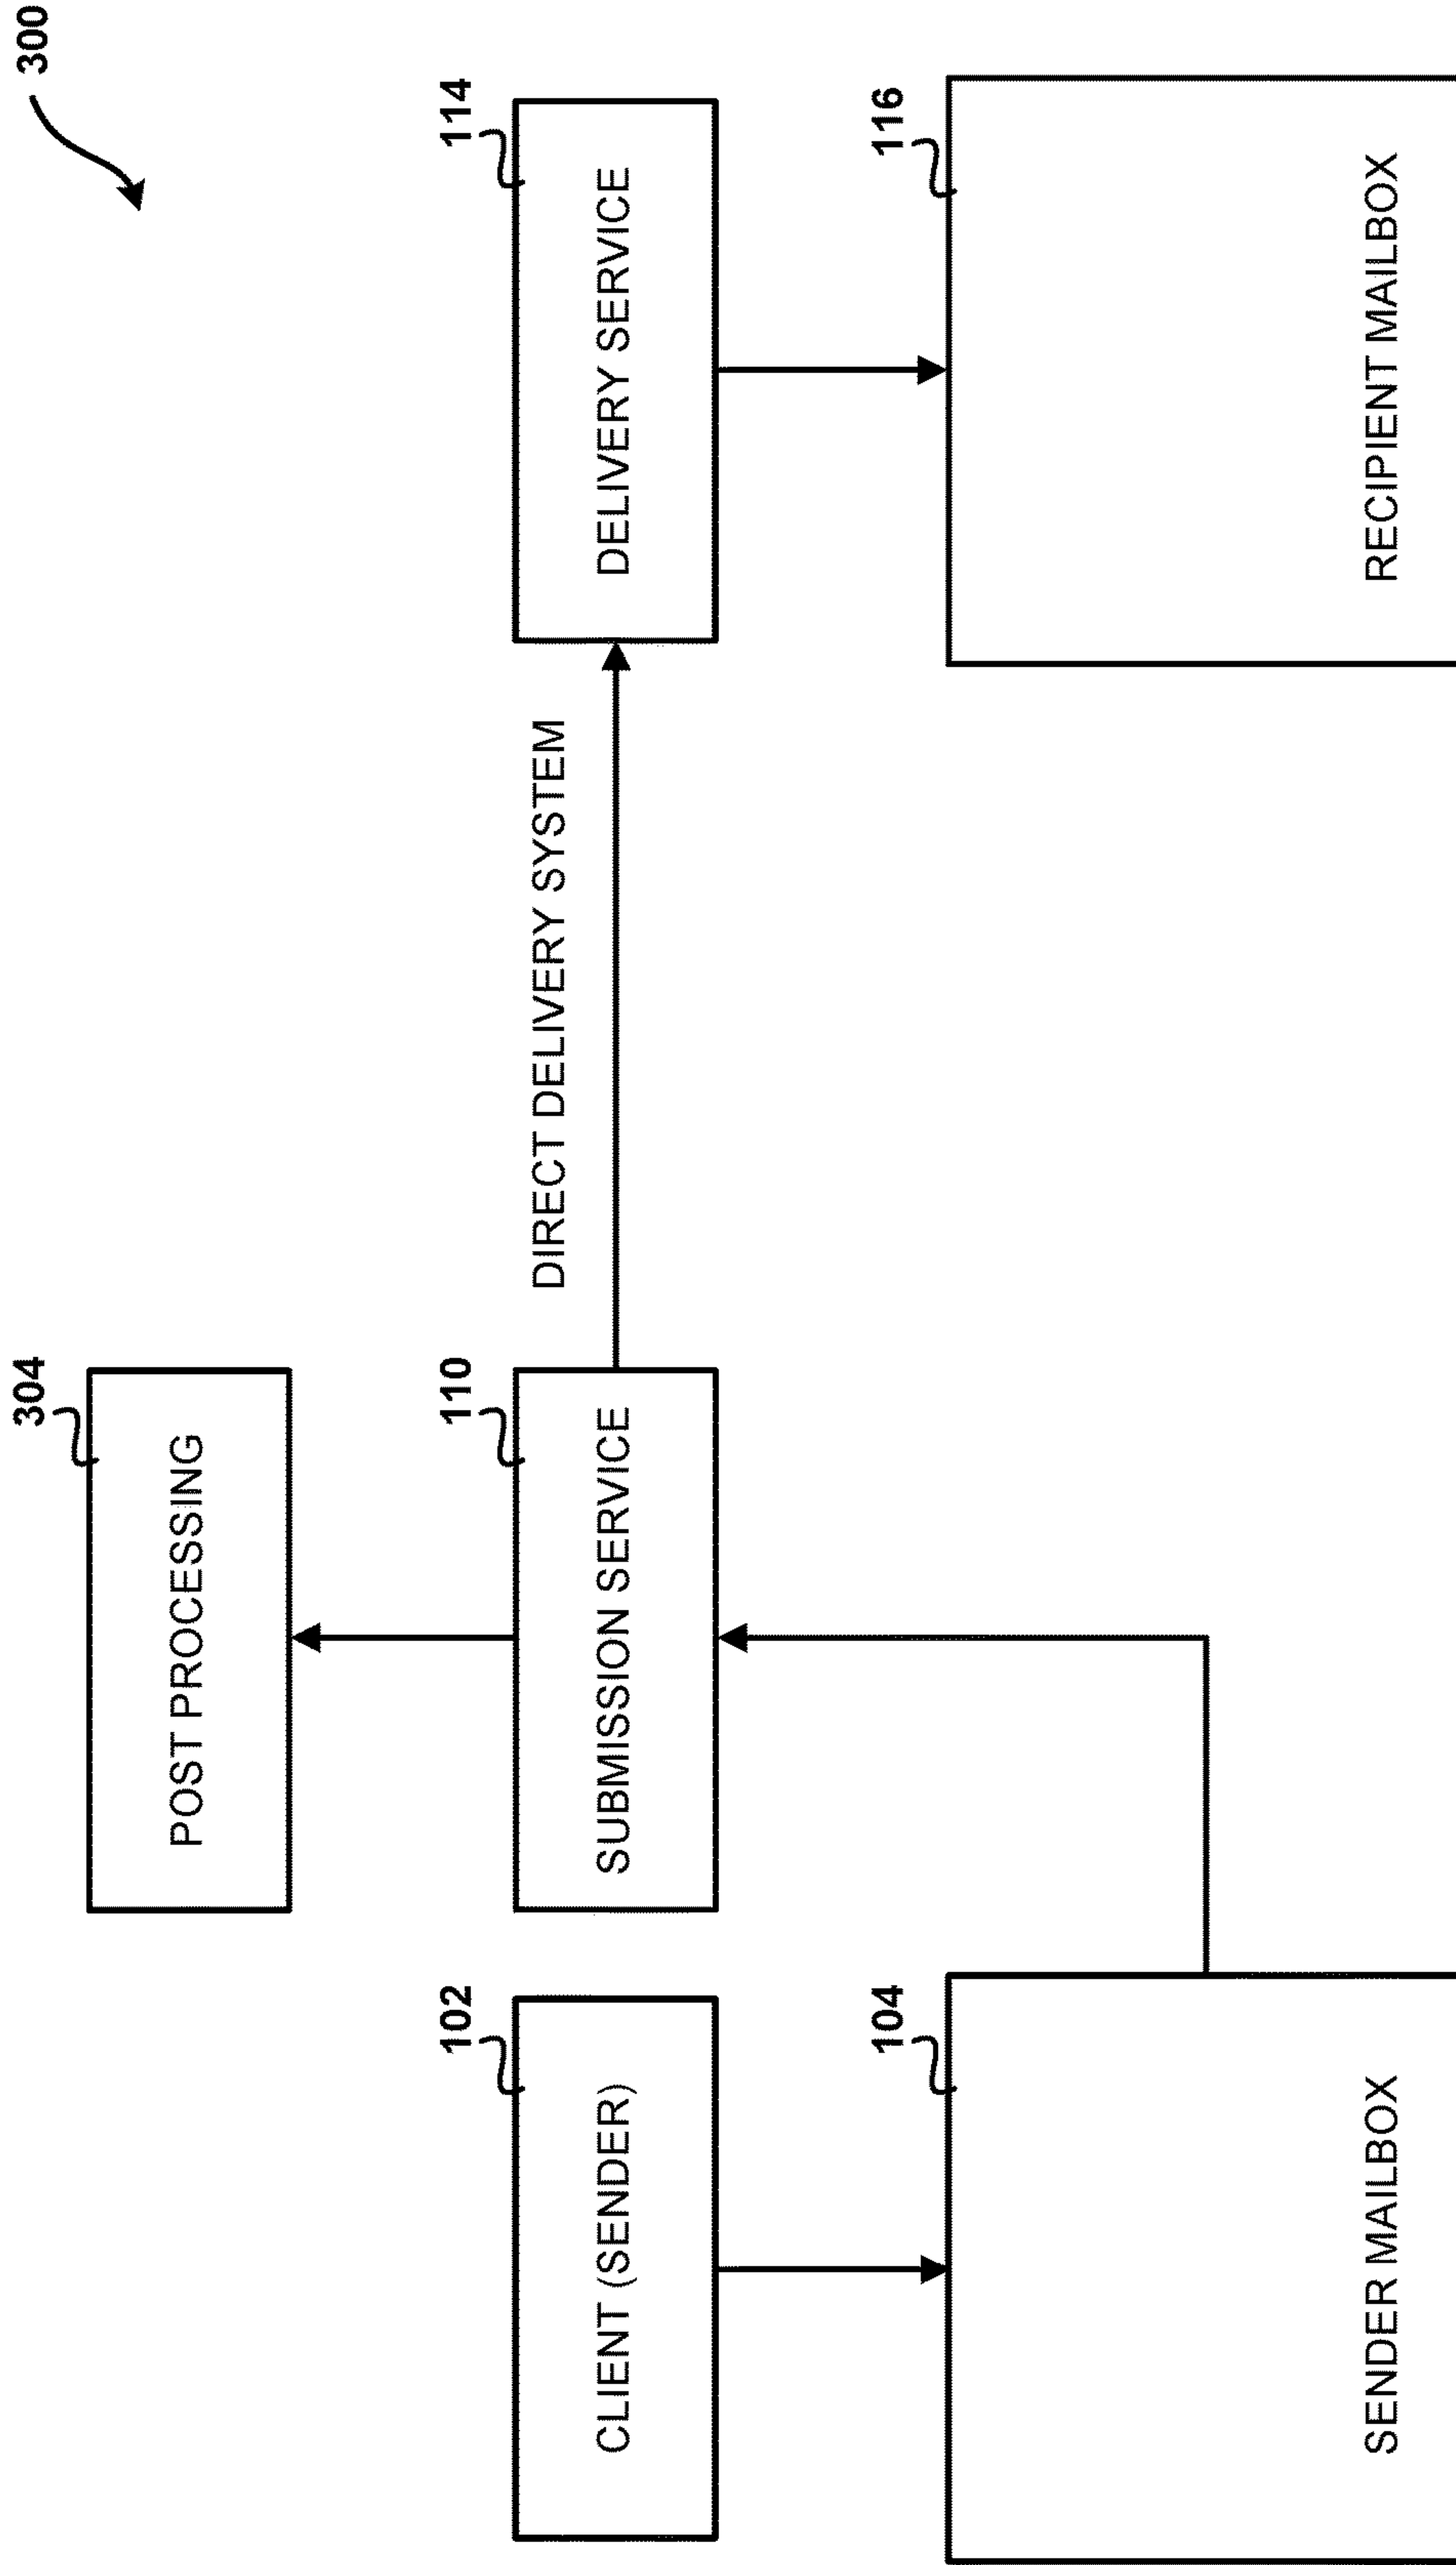 300
304
POST PROCESSING
102
CLIENT (SENDER)
110
SUBMISSION SERVICE
DIRECT DELIVERY SYSTEM
114
DELIVERY SERVICE
104
SENDER MAILBOX
116
RECIPIENT MAILBOX